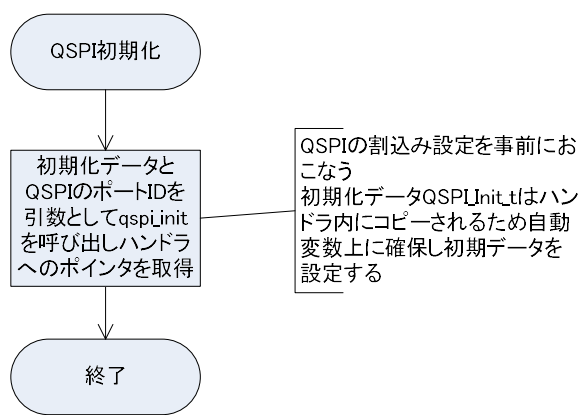 QSPI初期化
初期化データと
QSPIのポートIDを
引数としてqspi_init
を呼び出しハンドラ
へのポインタを取得
QSPIの割込み設定を事前にお
こなう
初期化データQSPI_Init_tはハン
ドラ内にコピーされるため自動
変数上に確保し初期データを
設定する
終了